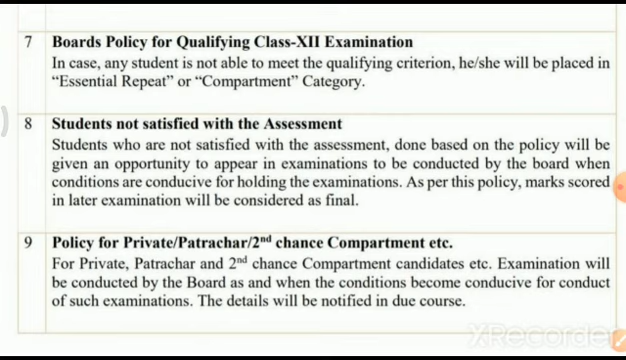 7 Boards Policy for Qualifying Class-XII Examination
In case, any student is not able to meet the qualifying criterion, he/she will be placed in
“Essential Repeat” or “Compartment” Category.
8 Students not satisfied with the Assessment
Students who are not satisfied with the assessment, done based on the policy will be
given an opportunity to appear in examinations to be conducted by the board when
conditions are conducive for holding the examinations. As per this policy, marks scored
in later examination will be considered as final.
9 Policy for Private/Patrachar/2nd chance Compartment etc.
For Private, Patrachar and 2nd chance Compartment candidates etc. Examination will
be conducted by the Board as and when the conditions become conducive for conduct
of such examinations. The details will be notified in due course.
XRecorder